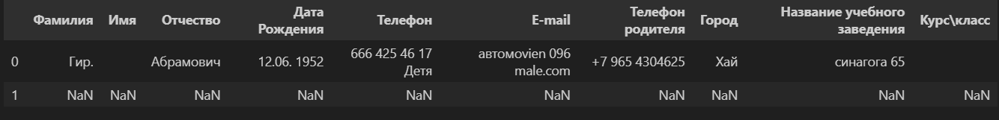 Фамилия Имя Отчество Дата Рождения Телефон E-mail Телефон родителя Город Название учебного заведения Курс\класс
0 Гир. Абрамович 12.06. 1952 666 425 46 17 Детя автомovien 096 male.com +7 965 4304625 Хай синагога 65
1 NaN NaN NaN NaN NaN NaN NaN NaN NaN NaN